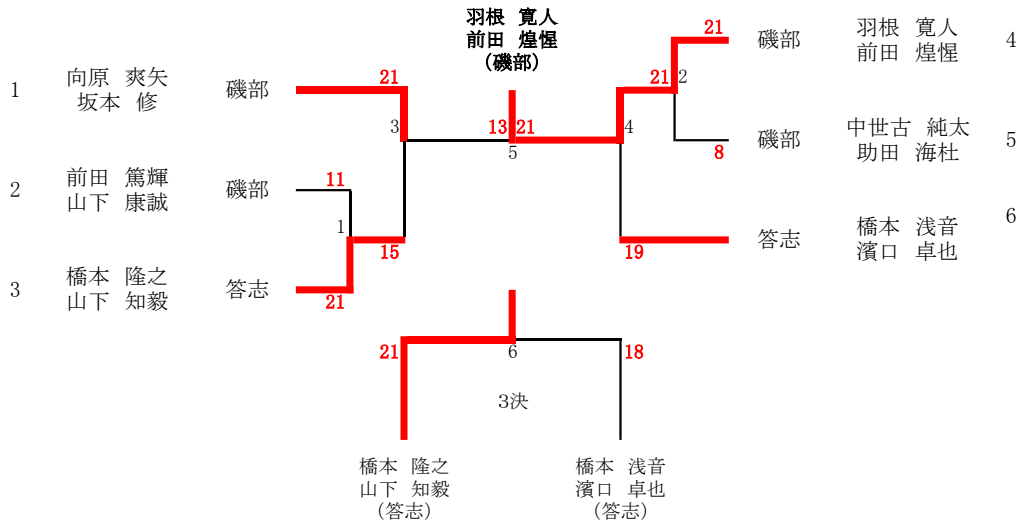 羽根 寛人
前田 煌惺
(磯部)
1 向原 爽矢
坂本 修
磯部
21
2 前田 篤輝
山下 康誠
磯部
11
3 橋本 隆之
山下 知毅
答志
21
1
15
3
13 21
5
21
磯部
羽根 寛人
前田 煌惺
4
21
2
8
磯部
中世古 純太
助田 海杜
5
4
19
答志
橋本 浅音
濱口 卓也
6
21
6
18
3決
橋本 隆之
山下 知毅
(答志)
橋本 浅音
濱口 卓也
(答志)